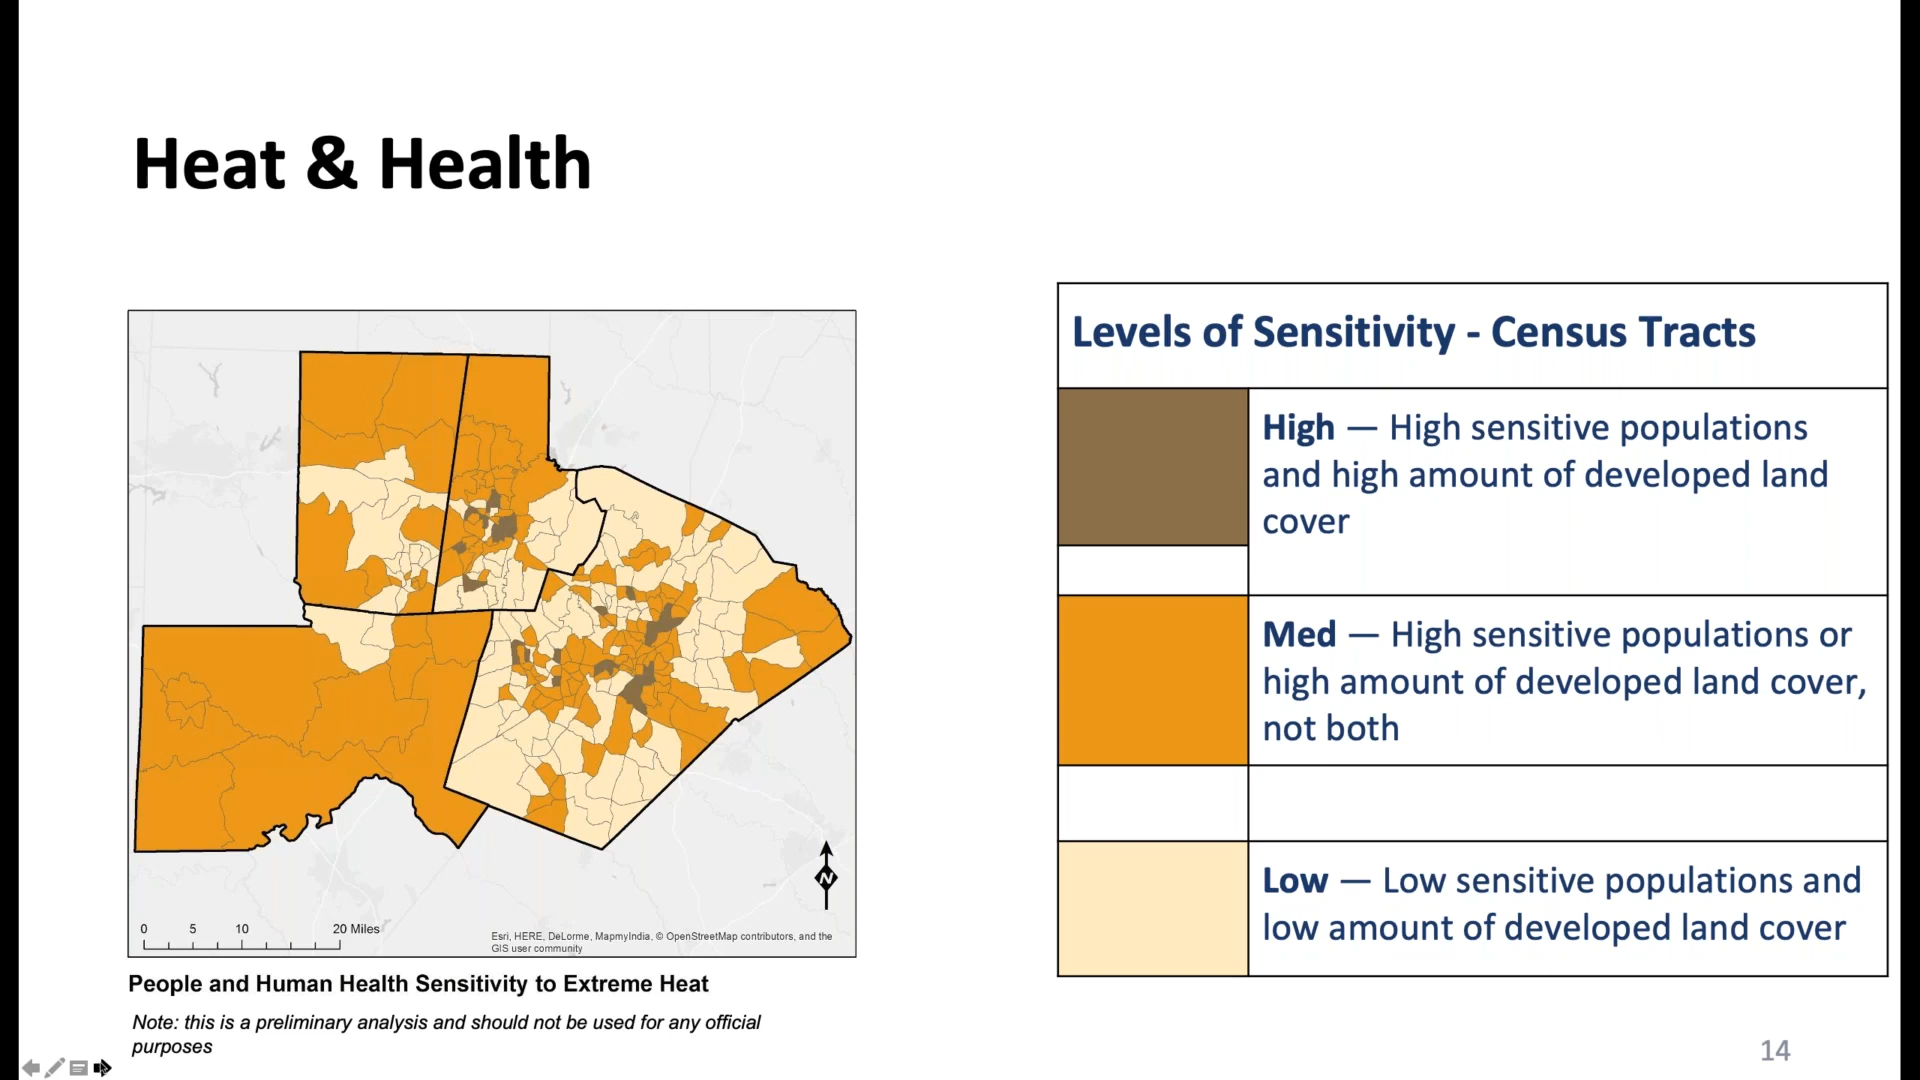 Heat & Health
N
0 5 10 20 Miles
Esri, HERE, DeLorme, MapmyIndia, © OpenStreetMap contributors, and the
GIS user community
People and Human Health Sensitivity to Extreme Heat
Note: this is a preliminary analysis and should not be used for any official
purposes
Levels of Sensitivity - Census Tracts
High — High sensitive populations
and high amount of developed land
cover
Med — High sensitive populations or
high amount of developed land cover,
not both
Low — Low sensitive populations and
low amount of developed land cover
14